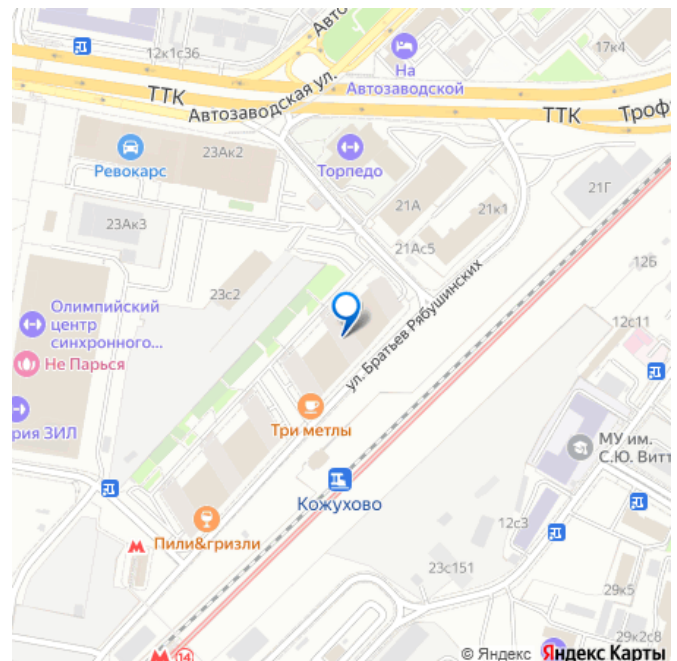 12к1с36
Авто
17к4
На
Автозаводской
ТТК
Автозаводская ул.
ТТК
Троф
23Ак2
Ревокарс
Торпедо
21Г
21А
21к1
23Ак3
21Ас5
12Б
23с2
Олимпийский
центр
синхронного...
12с11
Не Парься
ул. Братьев Рябушинских
рия ЗИЛ
Три метлы
МУ им.
С.Ю. Витт
Кожухово
12с3
Пили&гризли
23с151
29к5
29к2с8
14
© Яндекс
Яндекс Карты